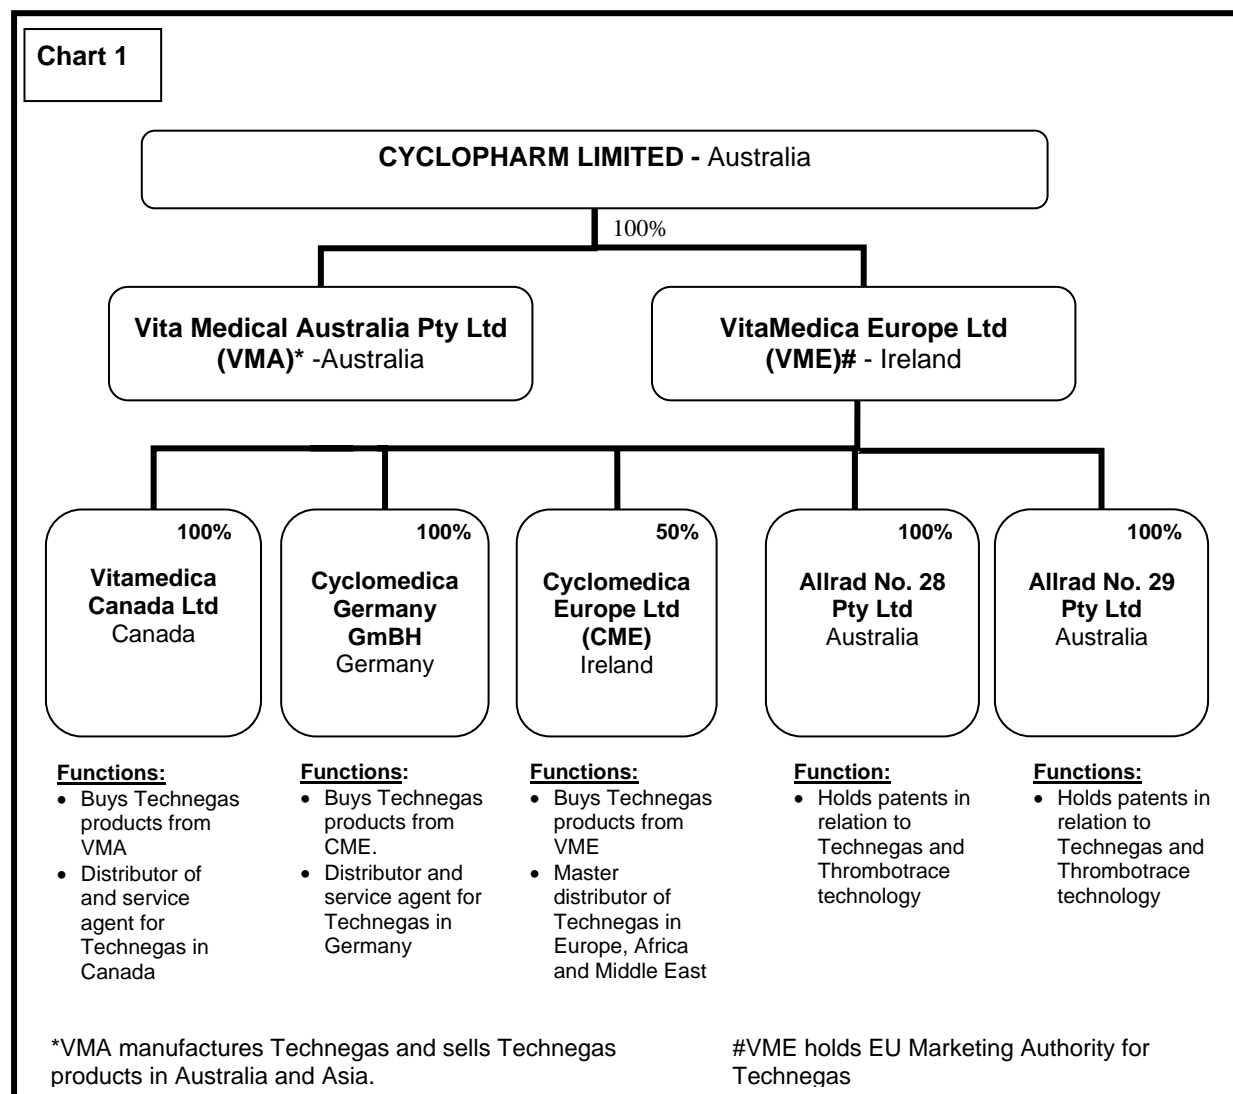 Chart 1
CYCLOPHARM LIMITED - Australia
100%
Vita Medical Australia Pty Ltd
(VMA)* -Australia
VitaMedica Europe Ltd
(VME)# - Ireland
100%
Vitamedica
Canada Ltd
Canada
100%
Cyclomedica
Germany
GmBH
Germany
50%
Cyclomedica
Europe Ltd
(CME)
Ireland
100%
Allrad No. 28
Pty Ltd
Australia
100%
Allrad No. 29
Pty Ltd
Australia
Functions:
• Buys Technegas
products from
VMA
• Distributor of
and service
agent for
Technegas in
Canada
Functions:
• Buys Technegas
products from
CME.
• Distributor and
service agent for
Technegas in
Germany
Functions:
• Buys Technegas
products from
VME
• Master
distributor of
Technegas in
Europe, Africa
and Middle East
Function:
• Holds patents in
relation to
Technegas and
Thrombotrace
technology
Functions:
• Holds patents in
relation to
Technegas and
Thrombotrace
technology
*VMA manufactures Technegas and sells Technegas
products in Australia and Asia.
#VME holds EU Marketing Authority for
Technegas